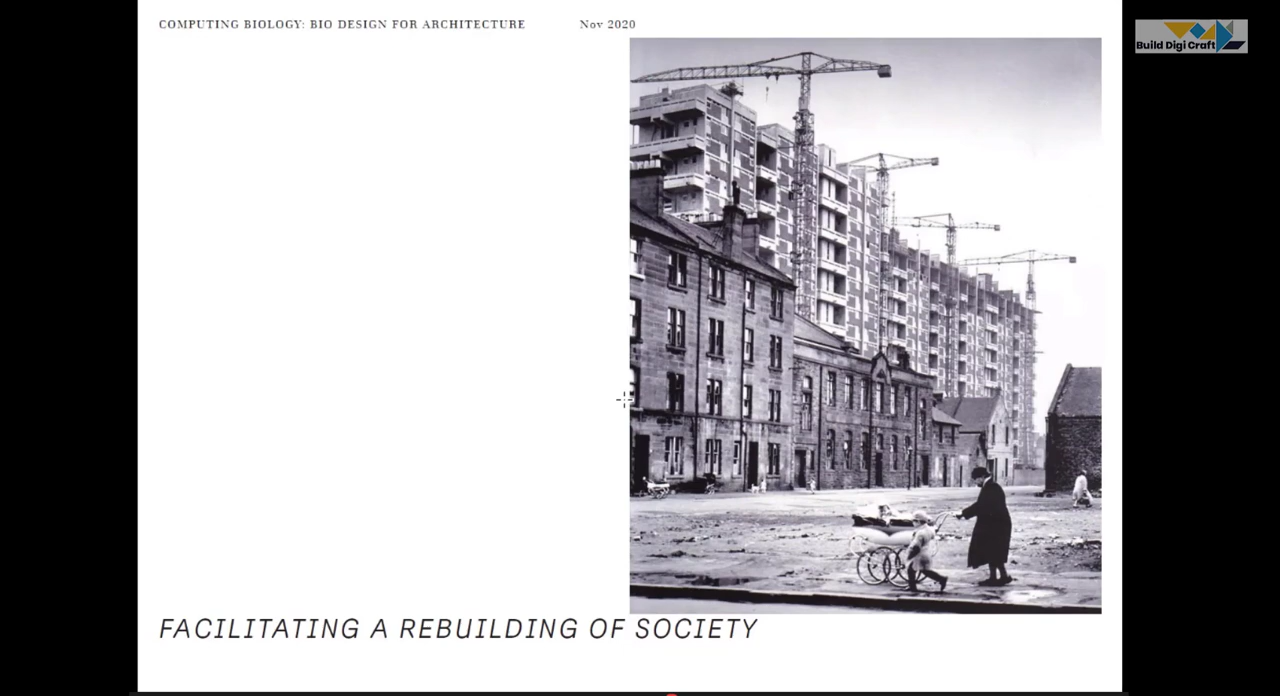 COMPUTING BIOLOGY: BIO DESIGN FOR ARCHITECTURE
Nov 2020
Build Digi Craft
FACILITATING A REBUILDING OF SOCIETY